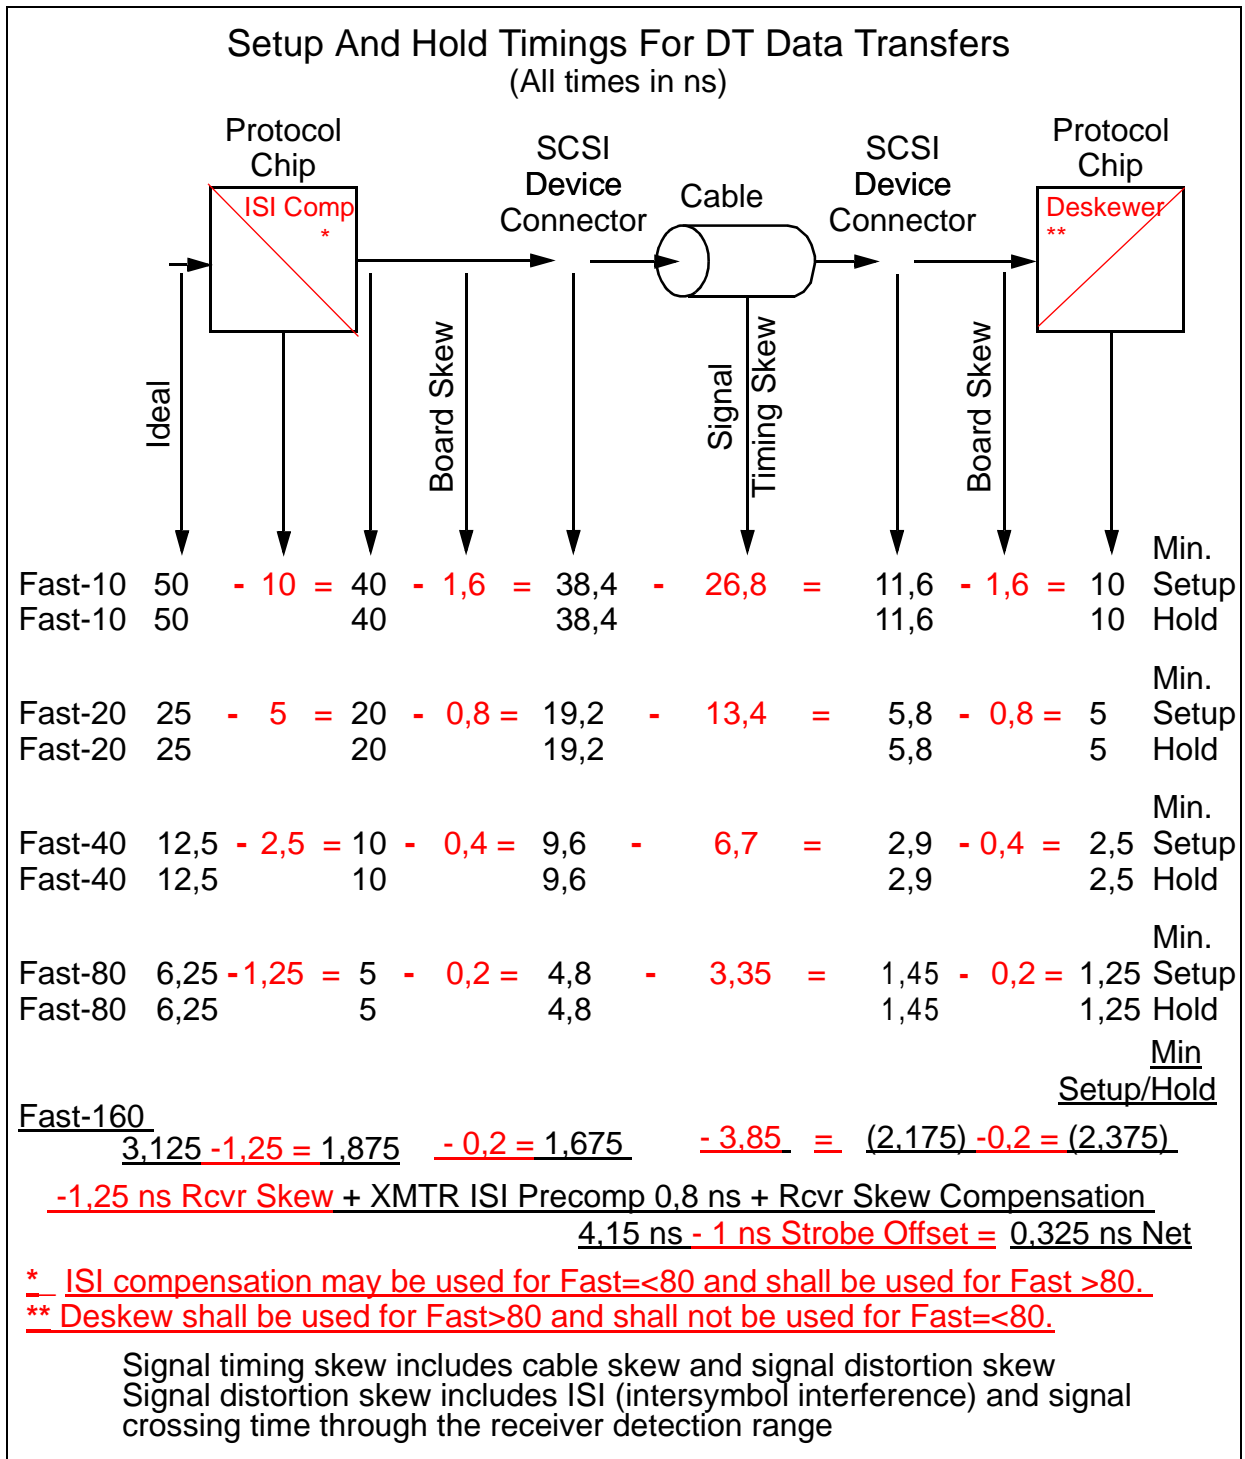 Setup And Hold Timings For DT Data Transfers
(All times in ns)
Protocol
Chip
SCSI
Device
Connector
Cable
SCSI
Device
Connector
Protocol
Chip
ISI Comp
*
Deskewer
**
Ideal
Board Skew
Signal
Timing Skew
Board Skew
Min.
Fast-10 50 - 10 = 40 - 1,6 = 38,4 - 26,8 = 11,6 - 1,6 = 10 Setup
Fast-10 50 40 38,4 11,6 10 Hold
Min.
Fast-20 25 - 5 = 20 - 0,8 = 19,2 - 13,4 = 5,8 - 0,8 = 5 Setup
Fast-20 25 20 19,2 5,8 5 Hold
Min.
Fast-40 12,5 - 2,5 = 10 - 0,4 = 9,6 - 6,7 = 2,9 - 0,4 = 2,5 Setup
Fast-40 12,5 10 9,6 2,9 2,5 Hold
Min.
Fast-80 6,25 -1,25 = 5 - 0,2 = 4,8 - 3,35 = 1,45 - 0,2 = 1,25 Setup
Fast-80 6,25 5 4,8 1,45 1,25 Hold
Min
Setup/Hold
Fast-160
3,125 -1,25 = 1,875 - 0,2 = 1,675 - 3,85 = (2,175) -0,2 = (2,375)
-1,25 ns Rcvr Skew + XMTR ISI Precomp 0,8 ns + Rcvr Skew Compensation
4,15 ns - 1 ns Strobe Offset = 0,325 ns Net
* ISI compensation may be used for Fast=<80 and shall be used for Fast >80.
** Deskew shall be used for Fast>80 and shall not be used for Fast=<80.
Signal timing skew includes cable skew and signal distortion skew
Signal distortion skew includes ISI (intersymbol interference) and signal
crossing time through the receiver detection range